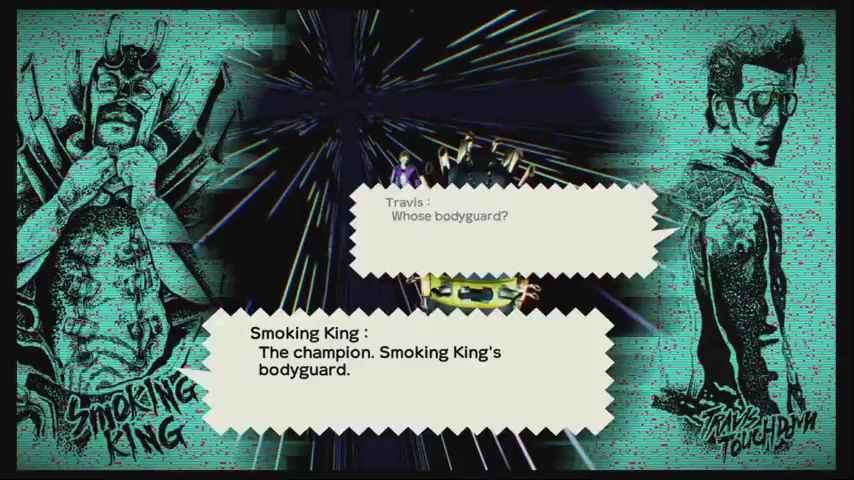 Travis :
Whose bodyguard?
Smoking King :
The champion. Smoking King's
bodyguard.
SMOKING
KING
TRAVIS
TOUCHDOWN